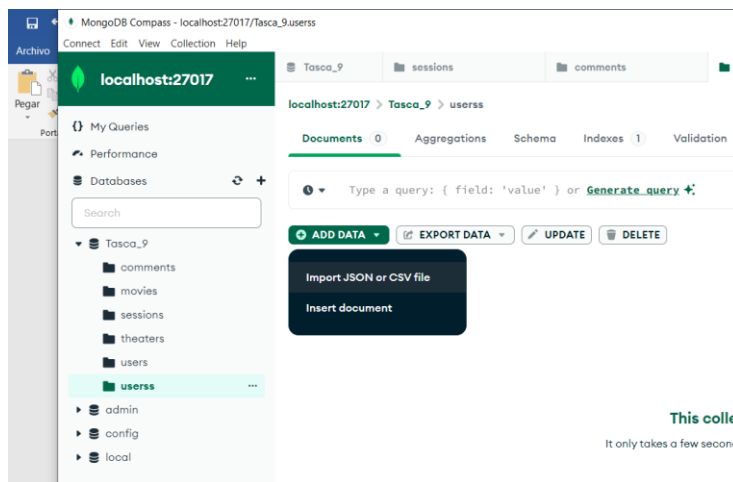 MongoDB Compass - localhost:27017/Tasca_9.userss
Archivo
Connect Edit View Collection Help
Pegar
localhost:27017 ...
Tasca_9
sessions
comments
localhost:27017 > Tasca_9 > userss
{} My Queries
Performance
Databases
Search
Tasca_9
comments
movies
sessions
theaters
users
userss ...
admin
config
local
Documents 0 Aggregations Schema Indexes 1 Validation
Type a query: { field: 'value' } or Generate query
ADD DATA EXPORT DATA UPDATE DELETE
Import JSON or CSV file
Insert document
This colle
It only takes a few secon